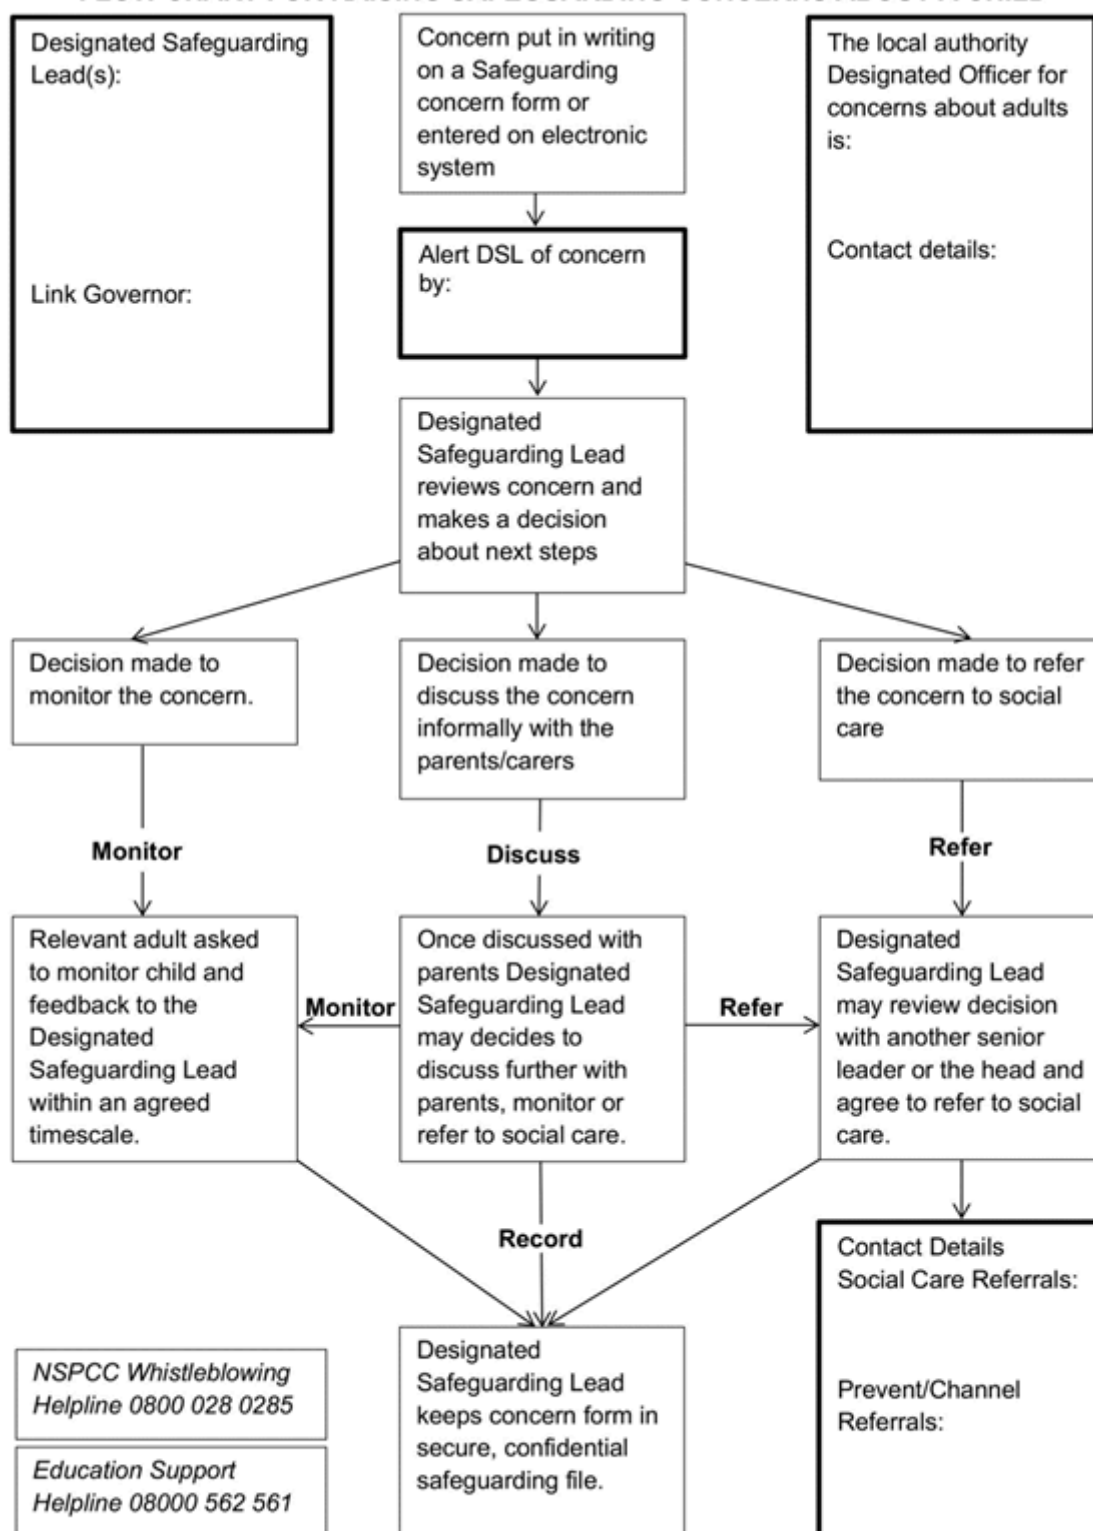 Designated Safeguarding
Lead(s):
Link Governor:
Concern put in writing
on a Safeguarding
concern form or
entered on electronic
system
The local authority
Designated Officer for
concerns about adults
is:
Contact details:
Alert DSL of concern
by:
Designated
Safeguarding Lead
reviews concern and
makes a decision
about next steps
Decision made to
monitor the concern.
Decision made to
discuss the concern
informally with the
parents/carers
Decision made to refer
the concern to social
care
Monitor
Discuss
Refer
Relevant adult asked
to monitor child and
feedback to the
Designated
Safeguarding Lead
within an agreed
timescale.
Monitor
Once discussed with
parents Designated
Safeguarding Lead
may decides to
discuss further with
parents, monitor or
refer to social care.
Refer
Designated
Safeguarding Lead
may review decision
with another senior
leader or the head and
agree to refer to social
care.
Record
Contact Details
Social Care Referrals:
Prevent/Channel
Referrals:
Designated
Safeguarding Lead
keeps concern form in
secure, confidential
safeguarding file.
NSPCC Whistleblowing
Helpline 0800 028 0285
Education Support
Helpline 08000 562 561